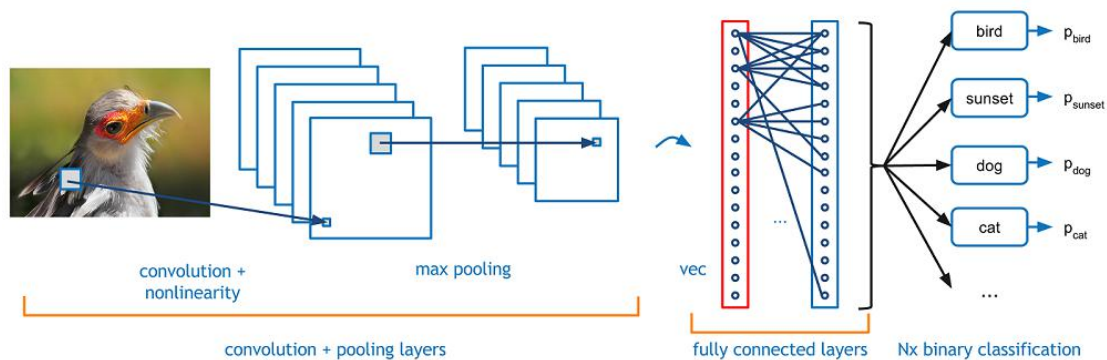 bird
p_bird
sunset
p_sunset
dog
p_dog
cat
p_cat
...
...
convolution +
nonlinearity
max pooling
vec
convolution + pooling layers
fully connected layers
Nx binary classification